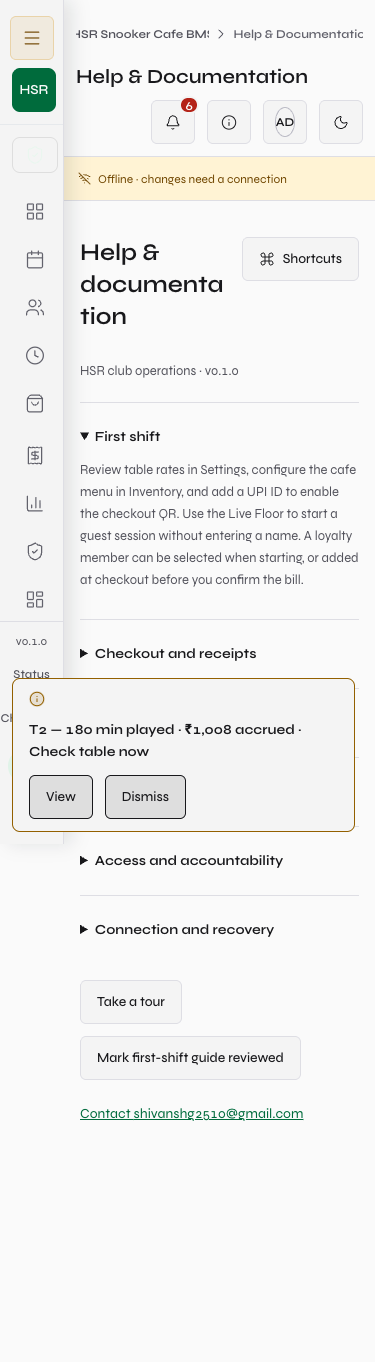 HSR Snooker Cafe BMS > Help & Documentatio
Help & Documentation
HSR
6
AD
Offline · changes need a connection
Help &
documenta
tion
Shortcuts
HSR club operations · v0.1.0
First shift
Review table rates in Settings, configure the cafe
menu in Inventory, and add a UPI ID to enable
the checkout QR. Use the Live Floor to start a
guest session without entering a name. A loyalty
member can be selected when starting, or added
at checkout before you confirm the bill.
v0.1.0
Checkout and receipts
Status
T2 — 180 min played · ₹1,008 accrued ·
Check table now
View
Dismiss
Access and accountability
Connection and recovery
Take a tour
Mark first-shift guide reviewed
Contact shivanshg2510@gmail.com